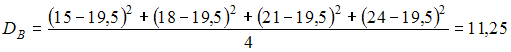 D_B = \frac{(15-19,5)^2 + (18-19,5)^2 + (21-19,5)^2 + (24-19,5)^2}{4} = 11,25